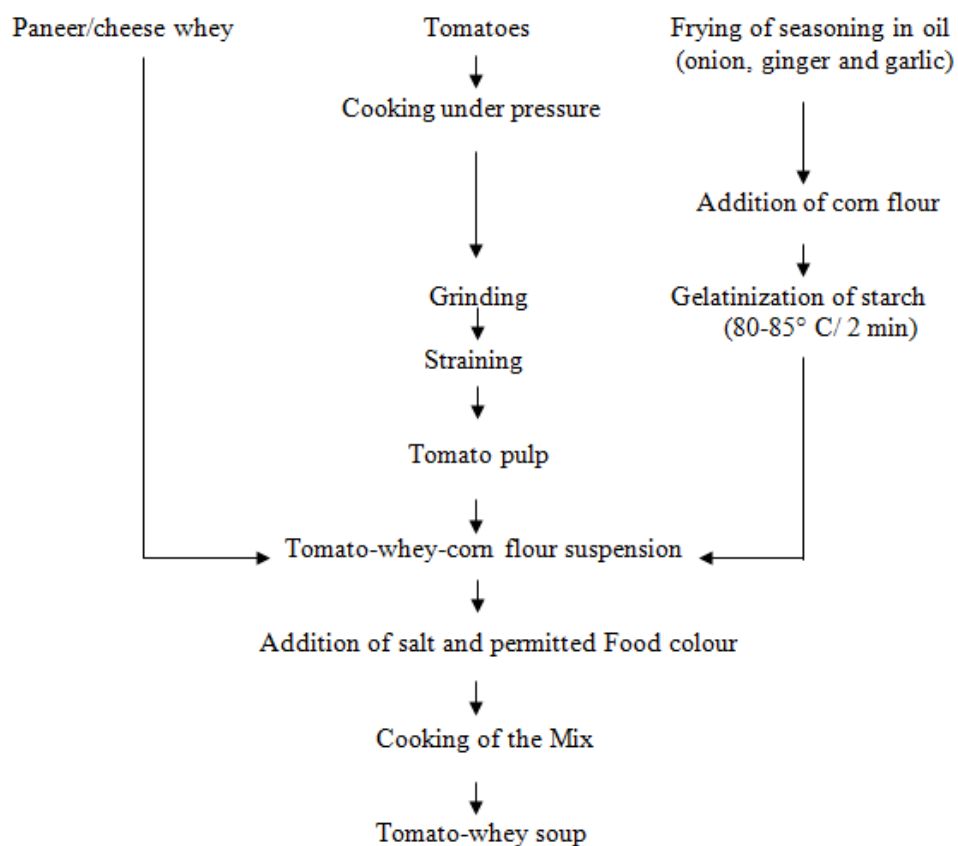 Paneer/cheese whey
Tomatoes
Frying of seasoning in oil
(onion, ginger and garlic)
Cooking under pressure
Addition of corn flour
Grinding
Gelatinization of starch
(80-85° C/ 2 min)
Straining
Tomato pulp
Tomato-whey-corn flour suspension
Addition of salt and permitted Food colour
Cooking of the Mix
Tomato-whey soup